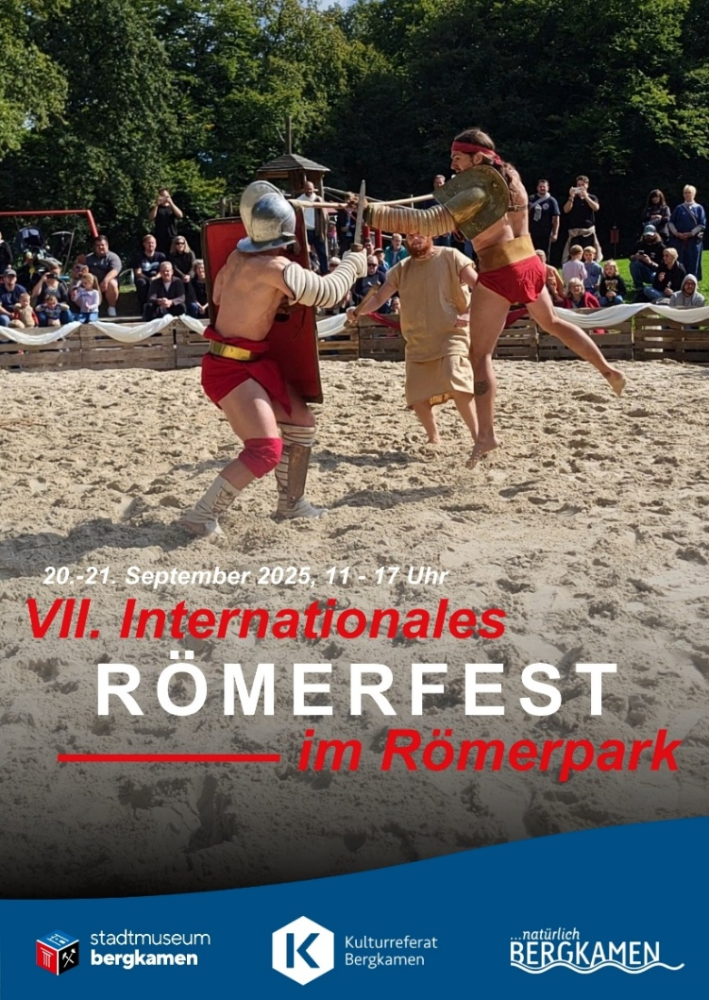 20.-21. September 2025, 11 - 17 Uhr
VII. Internationales
RÖMERFEST
im Römerpark
stadtmuseum
bergkamen
K
Kulturreferat
Bergkamen
...natürlich
BERGKAMEN